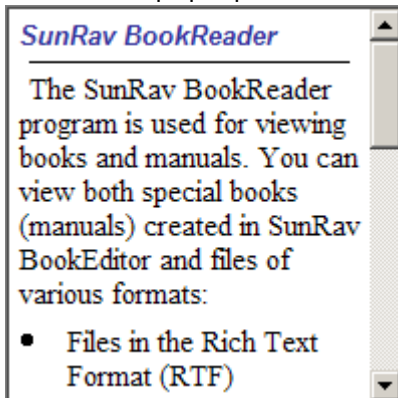 SunRav BookReader
The SunRav BookReader
program is used for viewing
books and manuals. You can
view both special books
(manuals) created in SunRav
BookEditor and files of
various formats:
• Files in the Rich Text
Format (RTF)